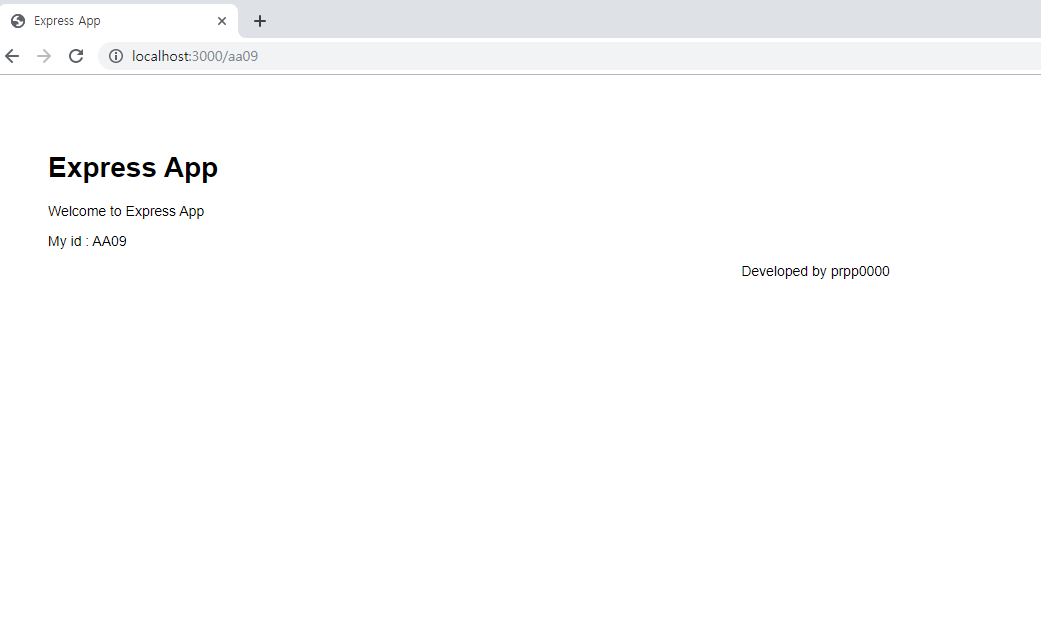 Express App
localhost:3000/aa09
Express App
Welcome to Express App
My id : AA09
Developed by prpp0000